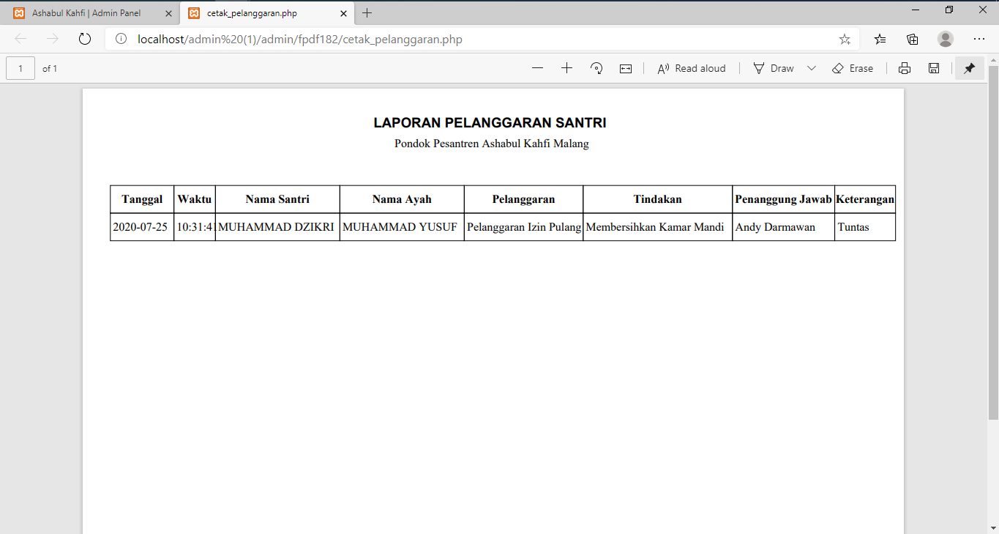 Ashabul Kahfi | Admin Panel
cetak_pelanggaran.php
localhost/admin%20(1)/admin/fpdf182/cetak_pelanggaran.php
1 of 1 Read aloud Draw Erase
LAPORAN PELANGGARAN SANTRI
Pondok Pesantren Ashabul Kahfi Malang
Tanggal Waktu Nama Santri Nama Ayah Pelanggaran Tindakan Penanggung Jawab Keterangan
2020-07-25 10:31:41 MUHAMMAD DZIKRI MUHAMMAD YUSUF Pelanggaran Izin Pulang Membersihkan Kamar Mandi Andy Darmawan Tuntas